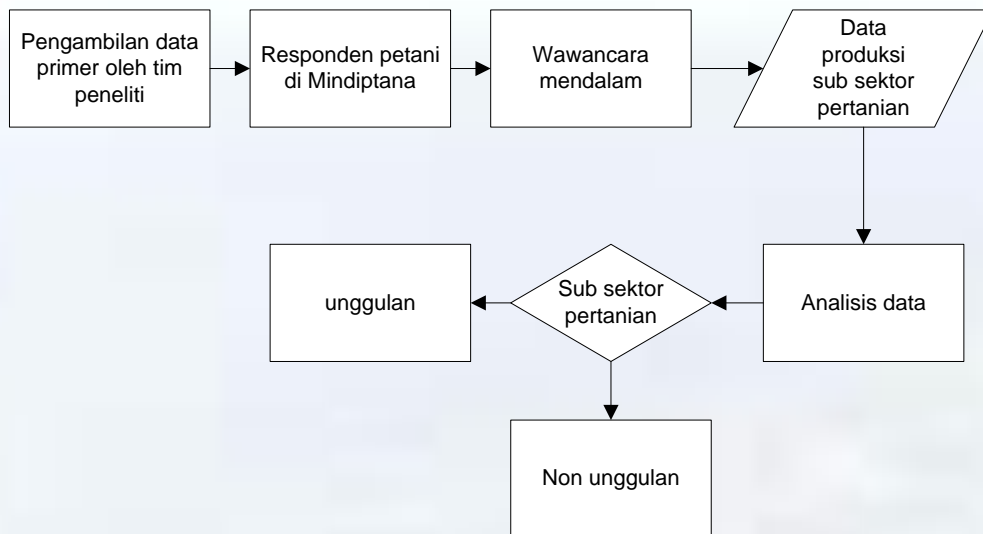 Pengambilan data
primer oleh tim
peneliti
Responden petani
di Mindiptana
Wawancara
mendalam
Data
produksi
sub sektor
pertanian
Analisis data
Sub sektor
pertanian
unggulan
Non unggulan